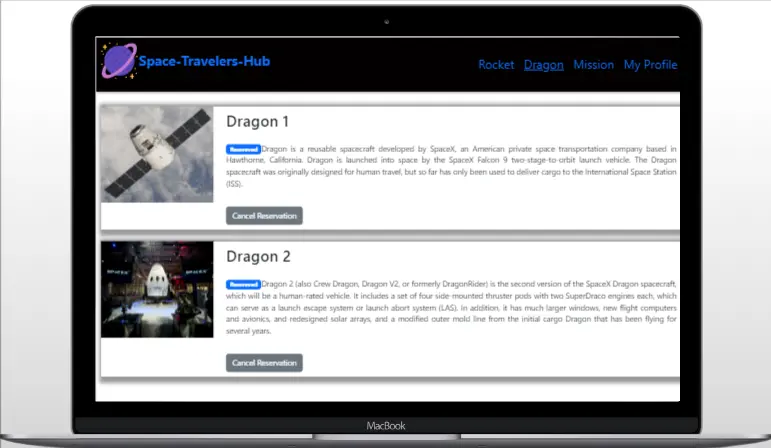 Space-Travelers-Hub
Rocket Dragon Mission My Profile
Dragon 1
Reserved Dragon is a reusable spacecraft developed by SpaceX, an American private space transportation company based in
Hawthorne, California. Dragon is launched into space by the SpaceX Falcon 9 two-stage-to-orbit launch vehicle. The Dragon
spacecraft was originally designed for human travel, but so far has only been used to deliver cargo to the International Space Station
(ISS).
Cancel Reservation
Dragon 2
Reserved Dragon 2 (also Crew Dragon, Dragon V2, or formerly DragonRider) is the second version of the SpaceX Dragon spacecraft,
which will be a human-rated vehicle. It includes a set of four side-mounted thruster pods with two SuperDraco engines each, which
can serve as a launch escape system or launch abort system (LAS). In addition, it has much larger windows, new flight computers
and avionics, and redesigned solar arrays, and a modified outer mold line from the initial cargo Dragon that has been flying for
several years.
Cancel Reservation
MacBook